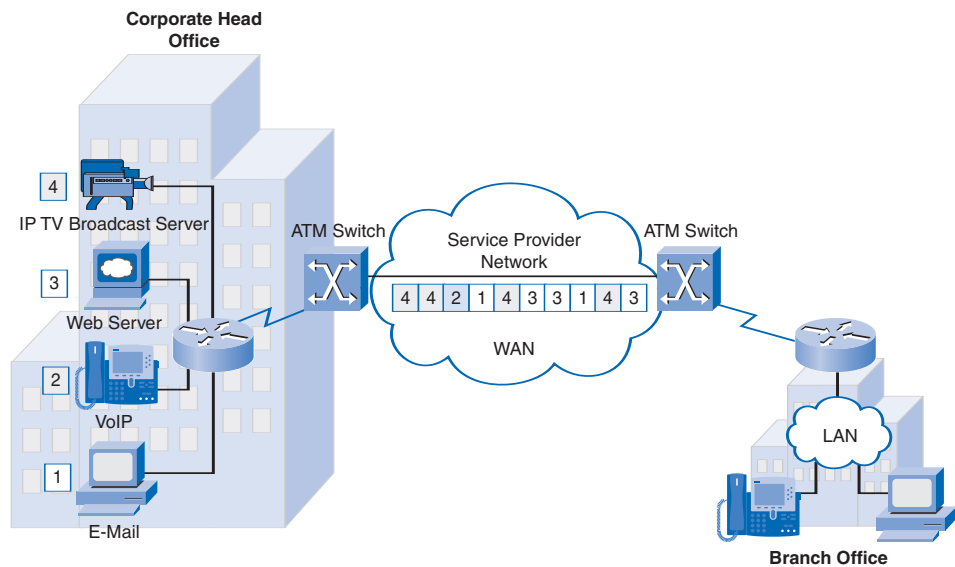 Corporate Head
Office
4
IP TV Broadcast Server
3
Web Server
2
VoIP
1
E-Mail
ATM Switch
Service Provider
Network
4 4 2 1 4 3 3 1 4 3
WAN
ATM Switch
LAN
Branch Office